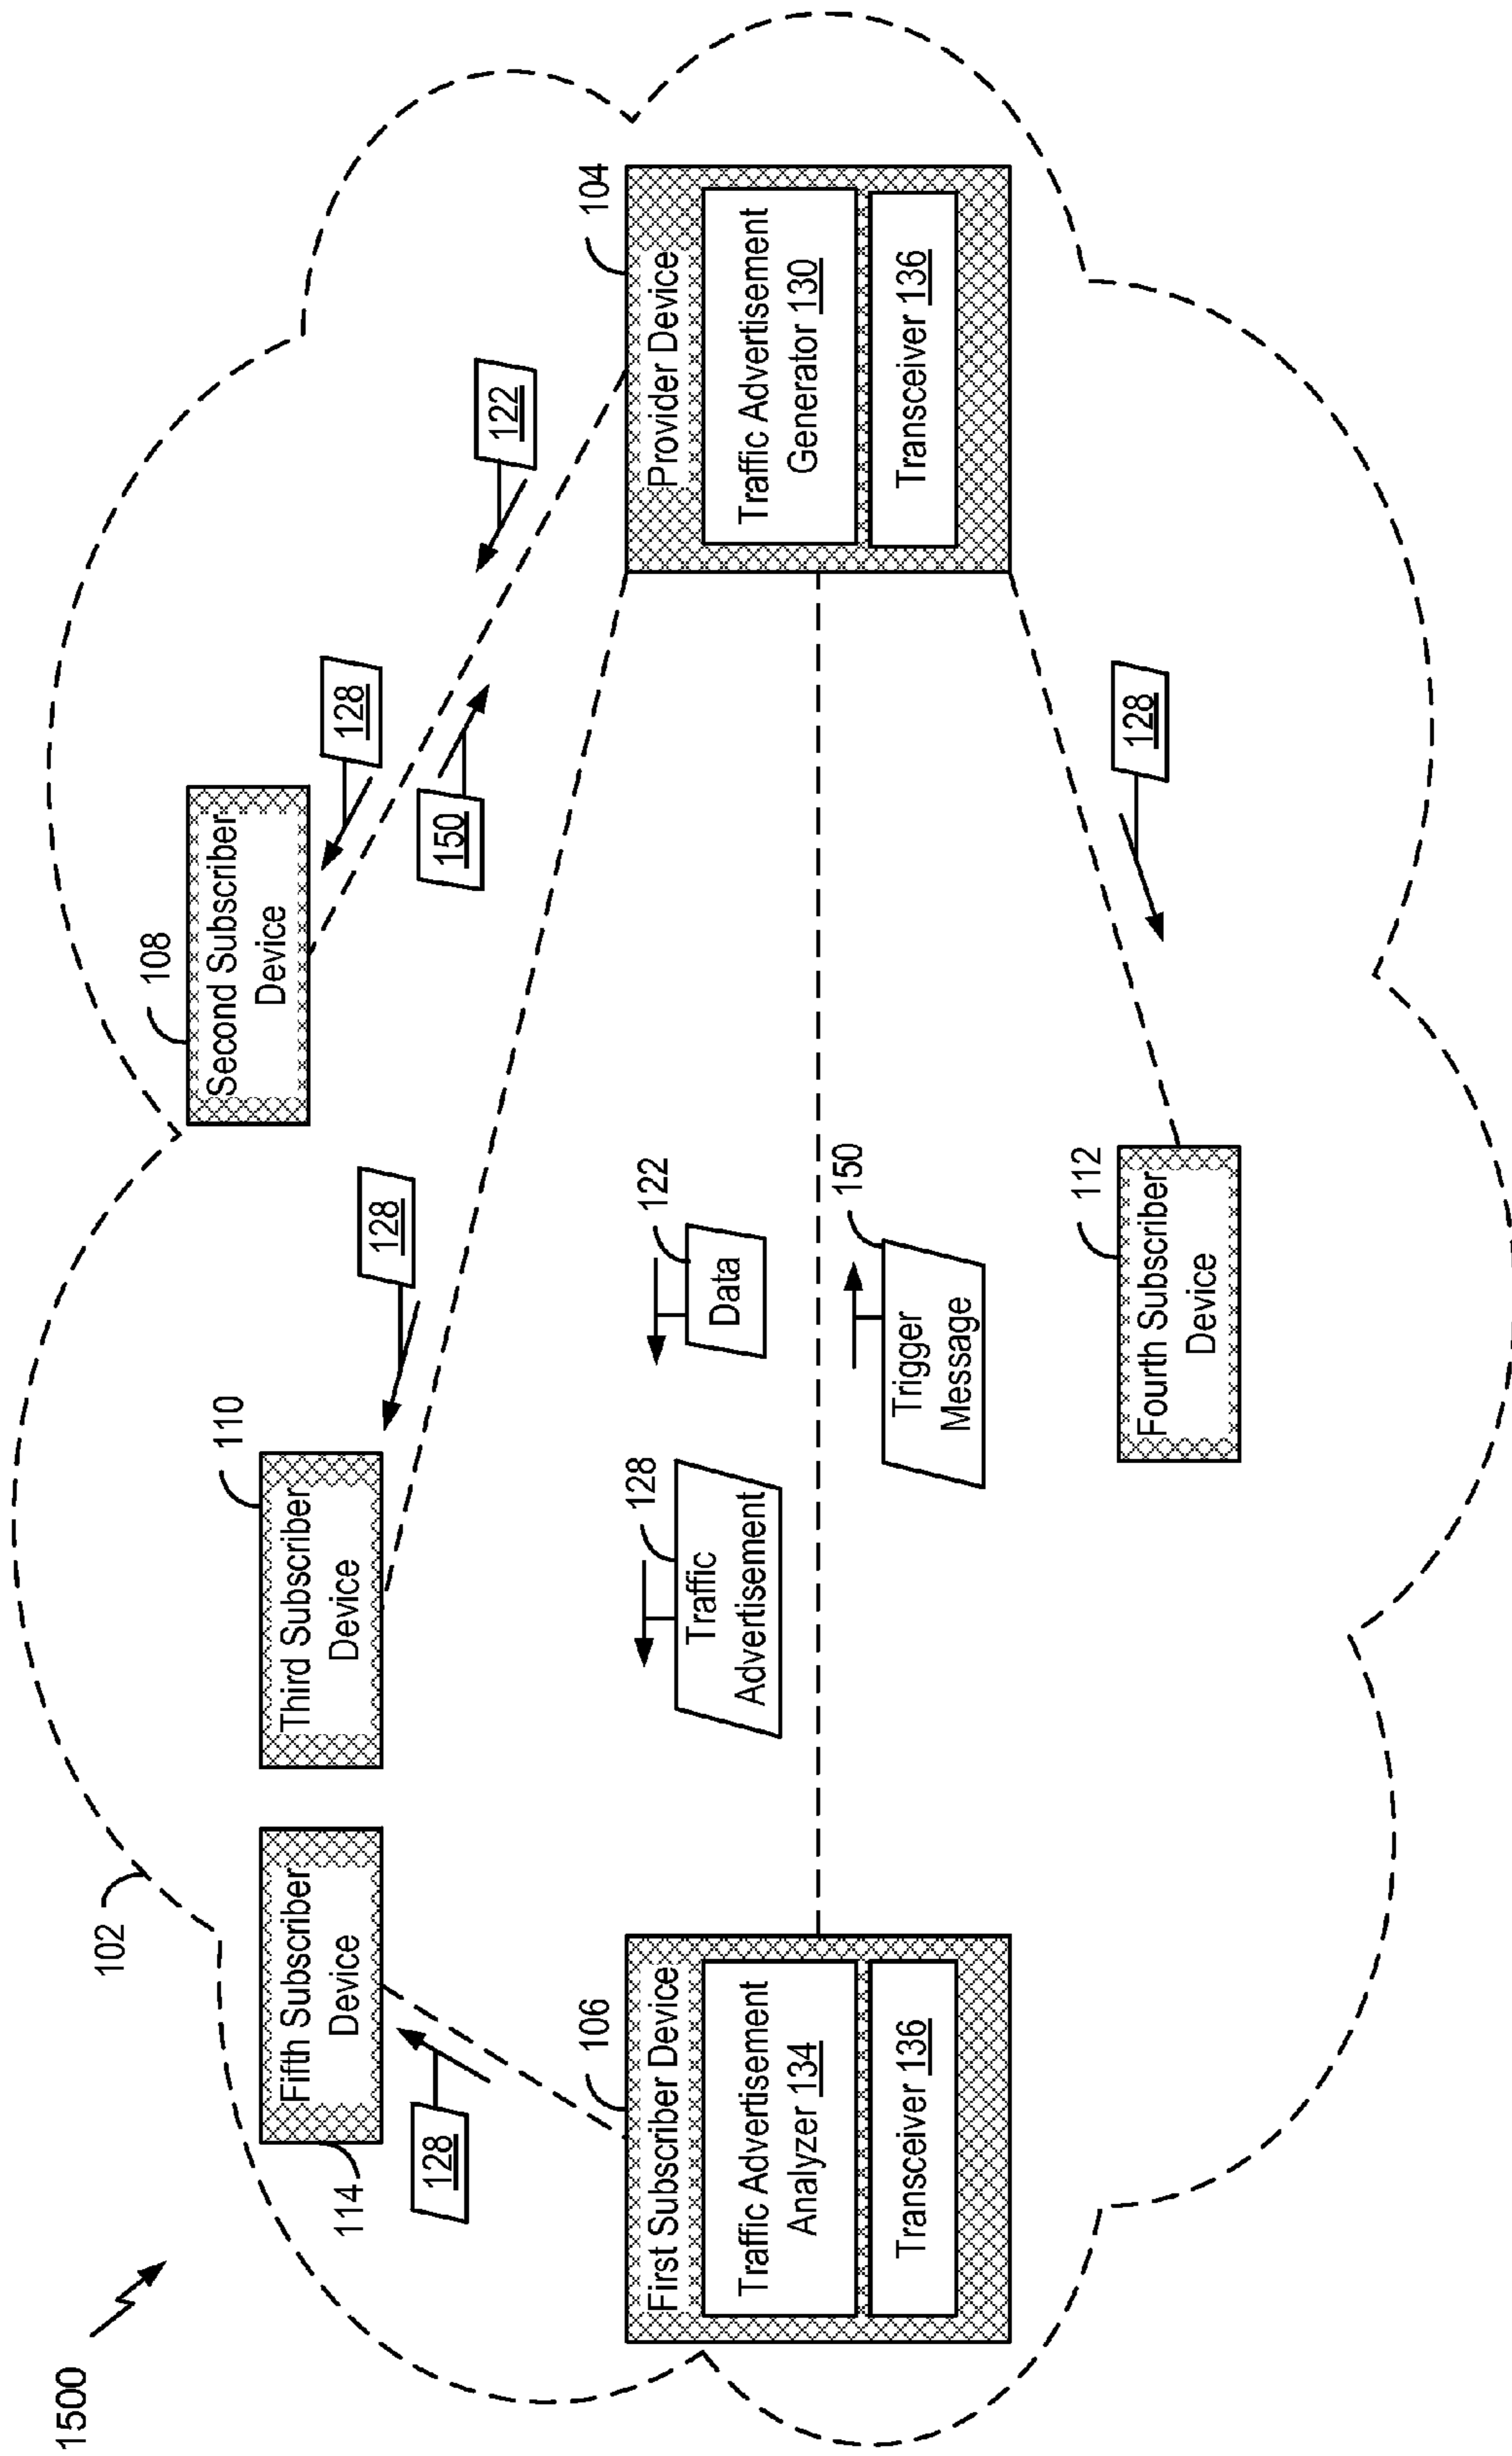 1500
102
108
Second Subscriber
Device
128
150
122
104
Provider Device
Traffic Advertisement
Generator 130
Transceiver 136
114
Fifth Subscriber
Device
128
110
Third Subscriber
Device
128
128
Traffic
Advertisement
122
Data
150
Trigger
Message
106
First Subscriber Device
Traffic Advertisement
Analyzer 134
Transceiver 136
112
Fourth Subscriber
Device
128